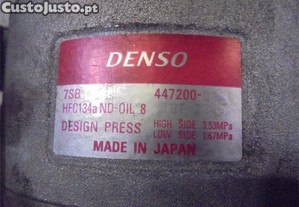 CustoJusto.pt
DENSO
7SB 447200-
HFC134a ND-OIL 8
DESIGN PRESS HIGH SIDE 3.53MPa
LOW SIDE 1.67MPa
MADE IN JAPAN